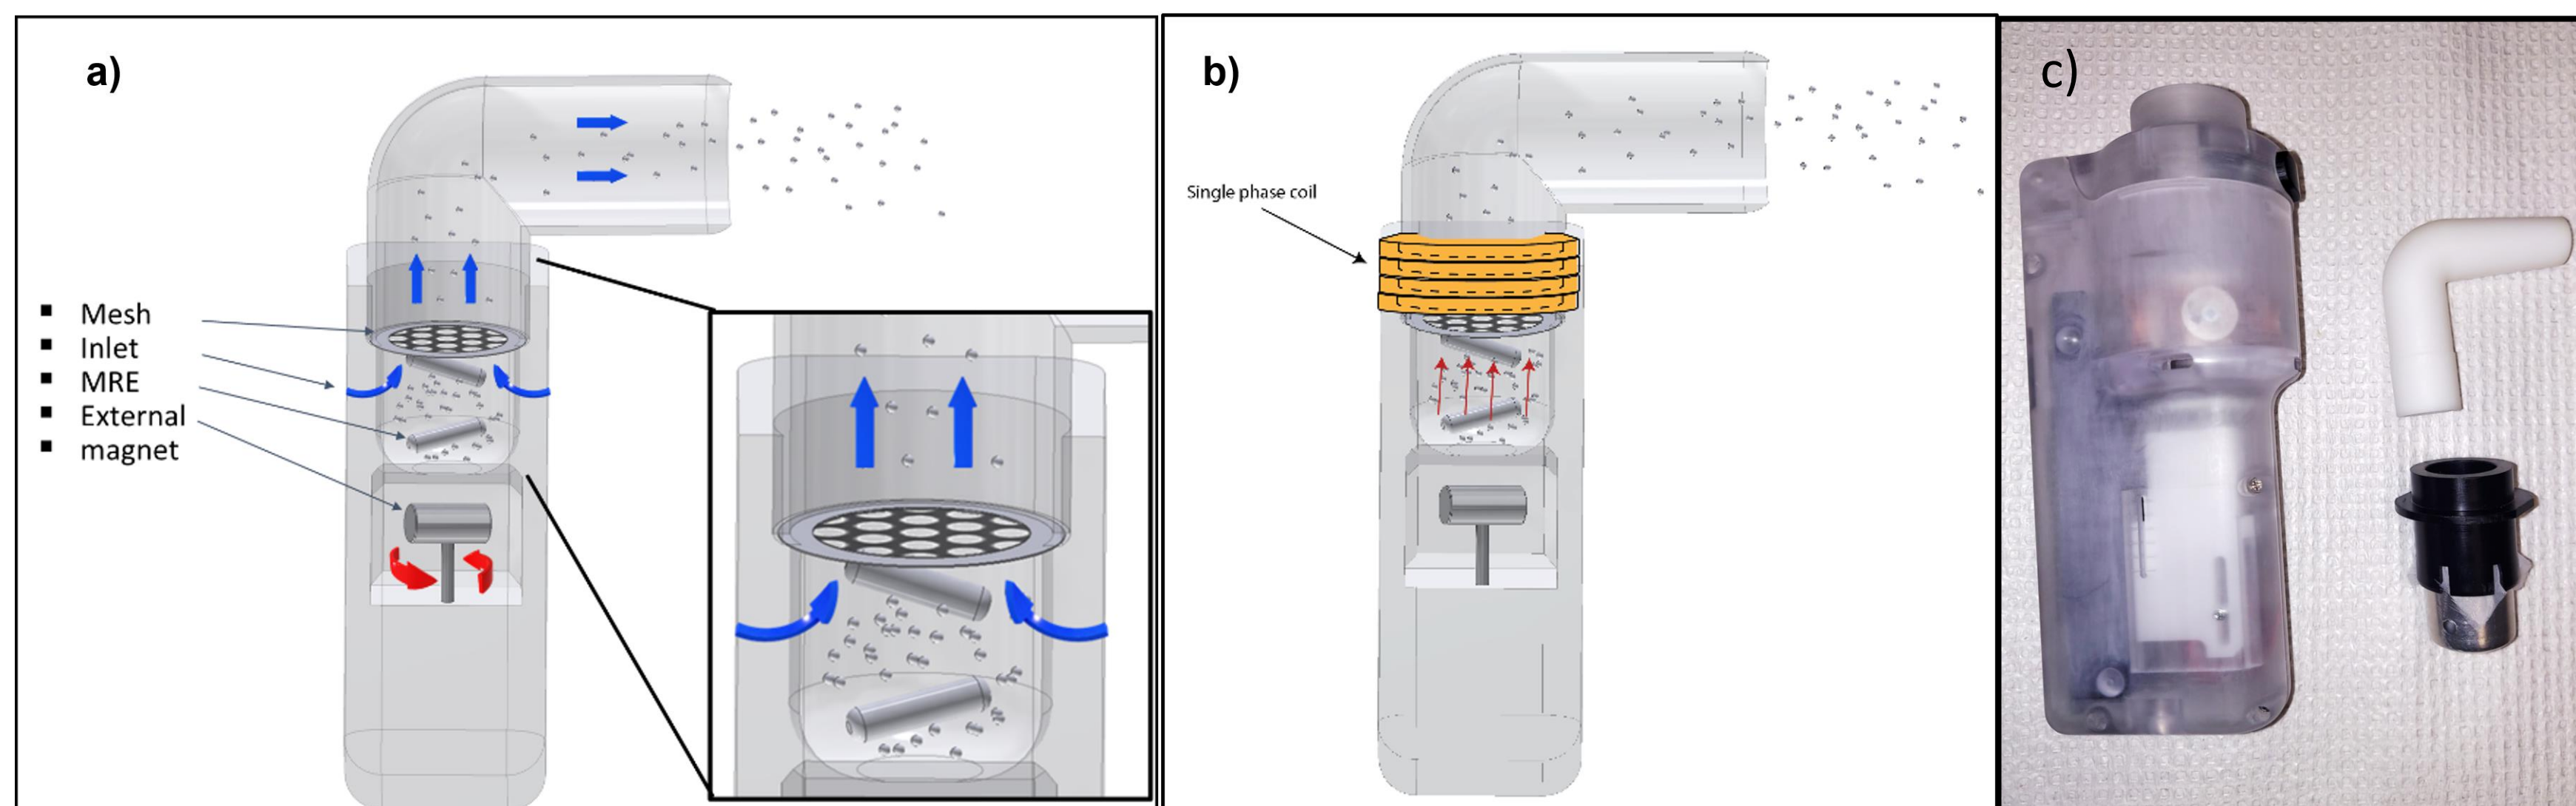 a)
▪ Mesh
▪ Inlet
▪ MRE
▪ External
▪ magnet
b)
Single phase coil
c)